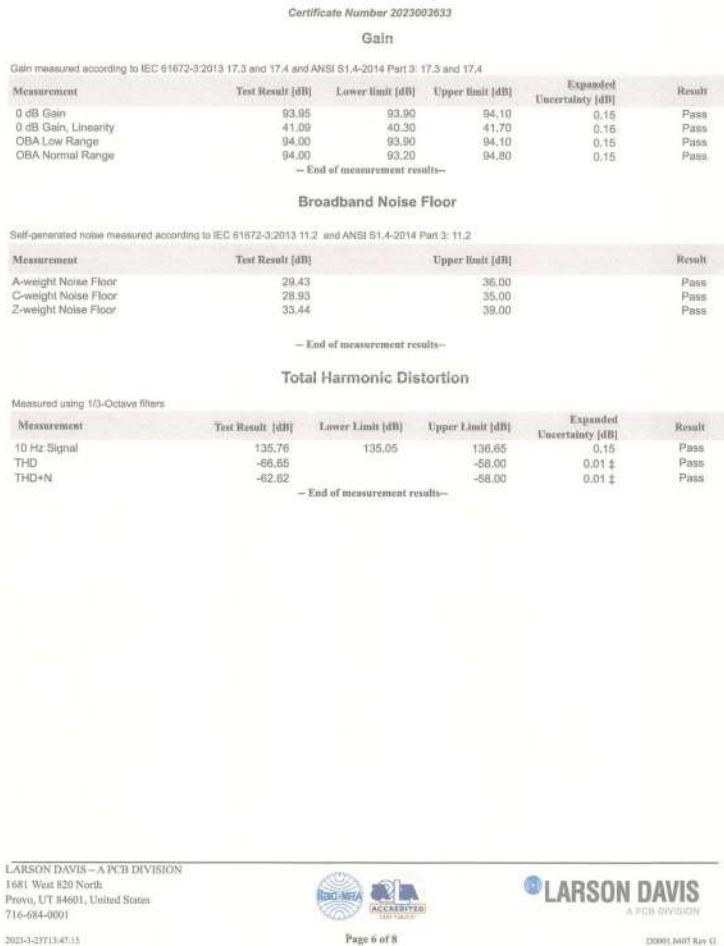 Certificate Number 2023003633
Gain
Gain measured according to IEC 61672-3:2013 17.3 and 17.4 and ANSI S1.4-2014 Part 3: 17.3 and 17.4
Measurement Test Result [dB] Lower limit [dB] Upper limit [dB] Expanded Uncertainty [dB] Result
0 dB Gain 93.95 93.90 94.10 0.15 Pass
0 dB Gain, Linearity 41.09 40.30 41.70 0.16 Pass
OBA Low Range 94.00 93.90 94.10 0.15 Pass
OBA Normal Range 94.00 93.20 94.80 0.15 Pass
-- End of measurement results--
Broadband Noise Floor
Self-generated noise measured according to IEC 61672-3:2013 11.2 and ANSI S1.4-2014 Part 3: 11.2
Measurement Test Result [dB] Upper limit [dB] Result
A-weight Noise Floor 29.43 36.00 Pass
C-weight Noise Floor 28.93 35.00 Pass
Z-weight Noise Floor 33.44 39.00 Pass
-- End of measurement results--
Total Harmonic Distortion
Measured using 1/3-Octave filters
Measurement Test Result [dB] Lower Limit [dB] Upper Limit [dB] Expanded Uncertainty [dB] Result
10 Hz Signal 135.76 135.05 136.65 0.15 Pass
THD -66.65 -58.00 0.01 ‡ Pass
THD+N -62.62 -58.00 0.01 ‡ Pass
-- End of measurement results--
LARSON DAVIS – A PCB DIVISION
1681 West 820 North
Provo, UT 84601, United States
716-684-0001
ilac-MRA
ACCREDITED
LARSON DAVIS
A PCB DIVISION
2023-3-23T13:47:15
Page 6 of 8
D0001.8407 Rev G